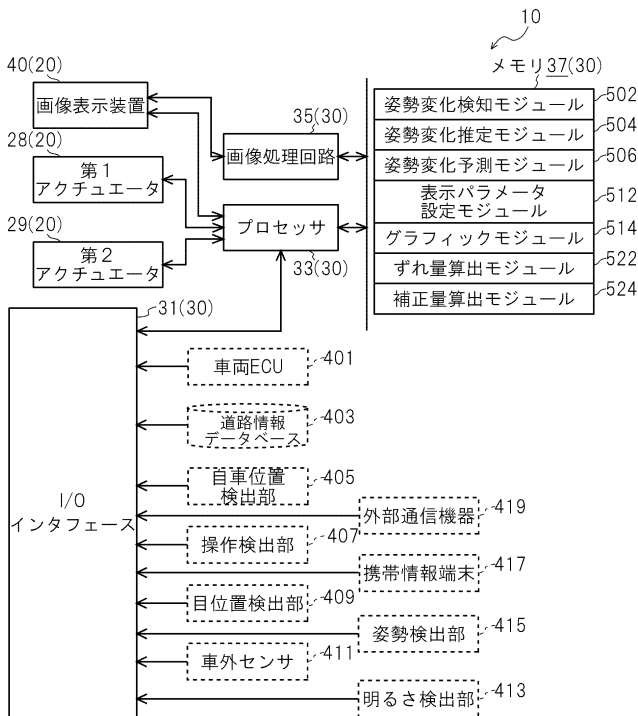 10
40(20)
画像表示装置
28(20)
第1
アクチュエータ
29(20)
第2
アクチュエータ
35(30)
画像処理回路
プロセッサ
33(30)
メモリ 37(30)
姿勢変化検知モジュール 502
姿勢変化推定モジュール 504
姿勢変化予測モジュール 506
表示パラメータ
設定モジュール 512
グラフィックモジュール 514
ずれ量算出モジュール 522
補正量算出モジュール 524
31(30)
I/O
インタフェース
車両ECU 401
道路情報
データベース 403
自車位置
検出部 405
外部通信機器 419
操作検出部 407
携帯情報端末 417
目位置検出部 409
姿勢検出部 415
車外センサ 411
明るさ検出部 413